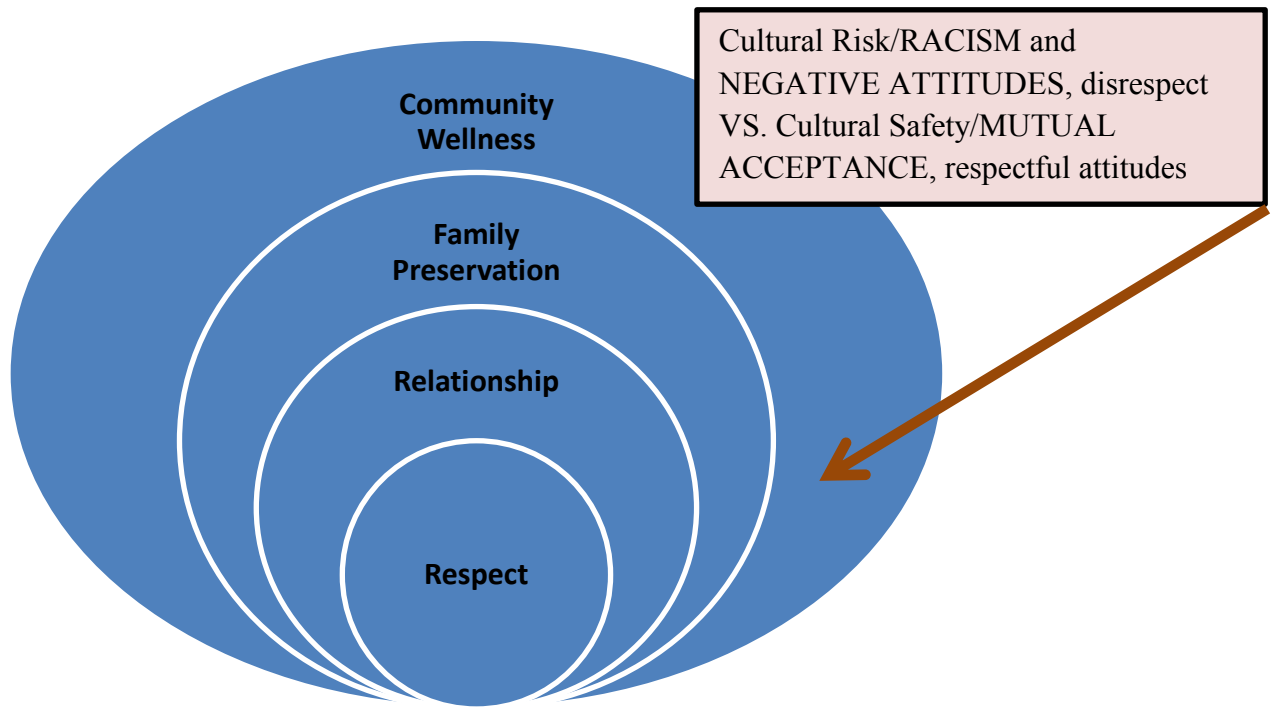 Community
Wellness
Family
Preservation
Relationship
Respect
Cultural Risk/RACISM and
NEGATIVE ATTITUDES, disrespect
VS. Cultural Safety/MUTUAL
ACCEPTANCE, respectful attitudes